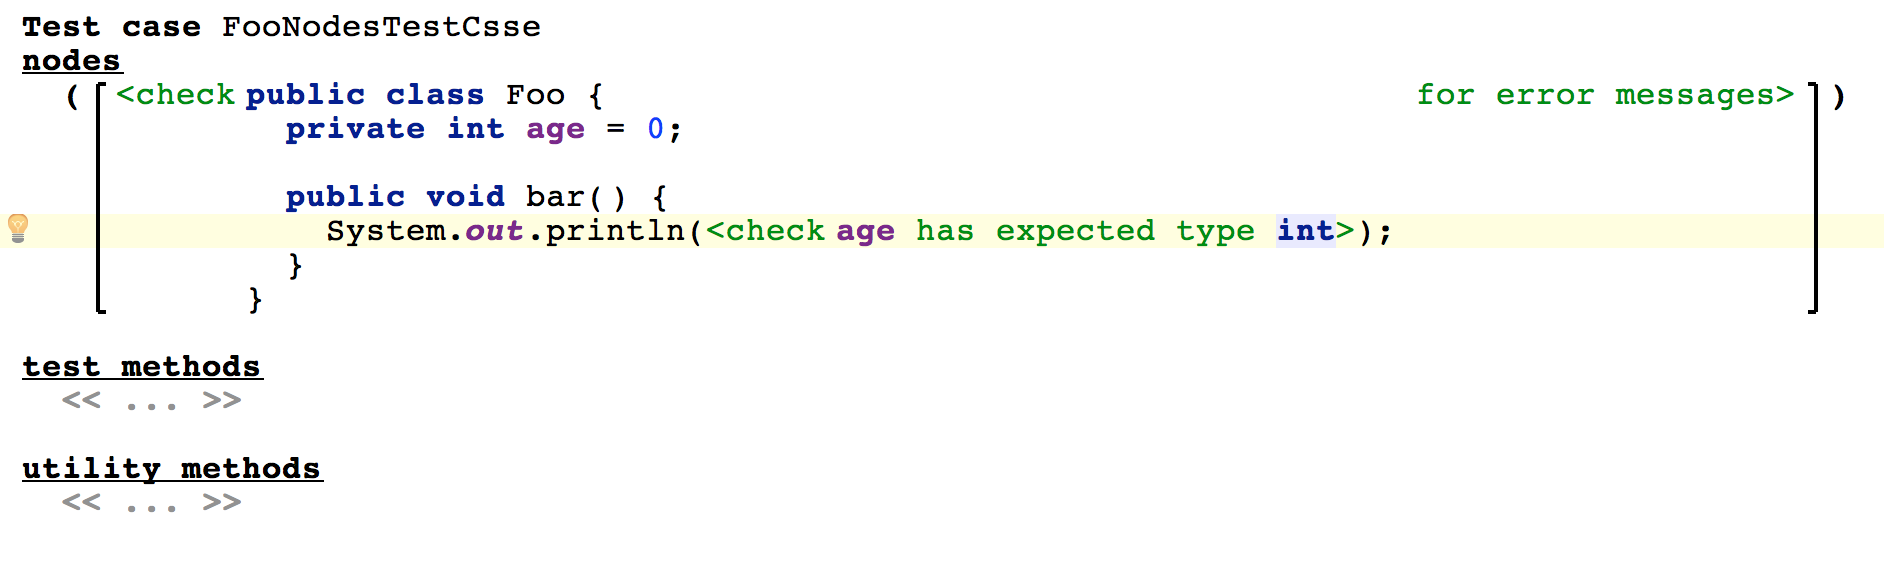 Test case FooNodesTestCsse
nodes
( [ <check public class Foo { for error messages> ] )
private int age = 0;
public void bar() {
System.out.println(<check age has expected type int>);
}
}
test methods
<< ... >>
utility methods
<< ... >>